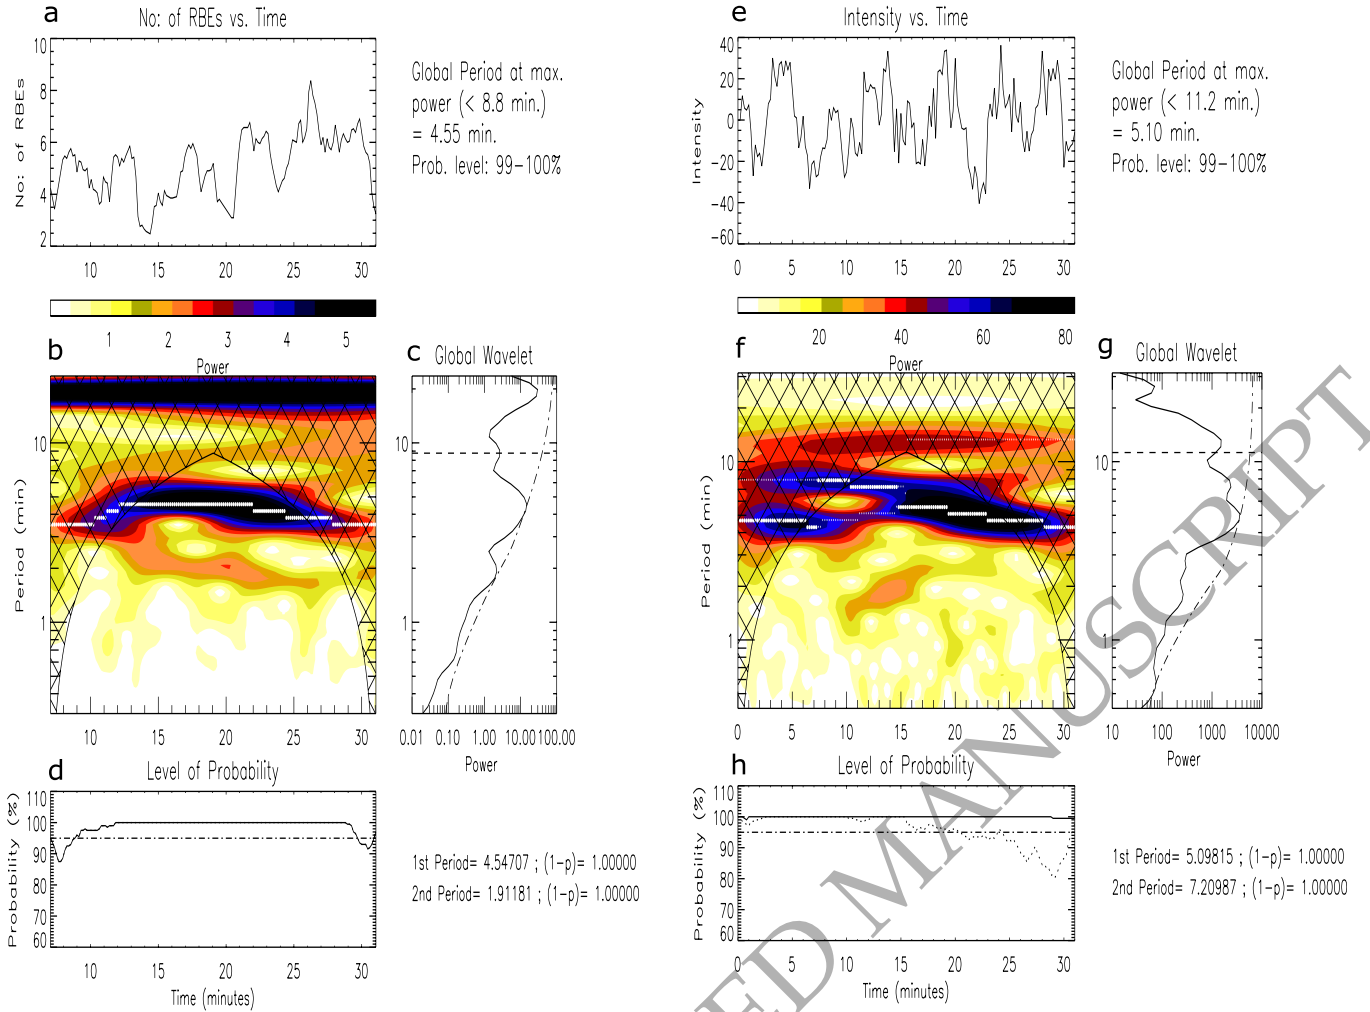 a
No: of RBEs vs. Time
10
8
6
4
2
No: of RBEs
10 15 20 25 30
Global Period at max.
power (< 8.8 min.)
= 4.55 min.
Prob. level: 99-100%
1 2 3 4 5
b
Power
10
1
Period (min)
10 15 20 25 30
c
Global Wavelet
10
1
0.01 0.10 1.00 10.00 100.00
Power
d
Level of Probability
110
100
90
80
70
60
Probability (%)
10 15 20 25 30
Time (minutes)
1st Period= 4.54707 ; (1-p)= 1.00000
2nd Period= 1.91181 ; (1-p)= 1.00000
e
Intensity vs. Time
40
20
0
-20
-40
-60
Intensity
0 5 10 15 20 25 30
Global Period at max.
power (< 11.2 min.)
= 5.10 min.
Prob. level: 99-100%
20 40 60 80
f
Power
10
1
Period (min)
0 5 10 15 20 25 30
g
Global Wavelet
10
1
10 100 1000 10000
Power
h
Level of Probability
110
100
90
80
70
60
Probability (%)
0 5 10 15 20 25 30
Time (minutes)
1st Period= 5.09815 ; (1-p)= 1.00000
2nd Period= 7.20987 ; (1-p)= 1.00000
ED MANUSCRIPT